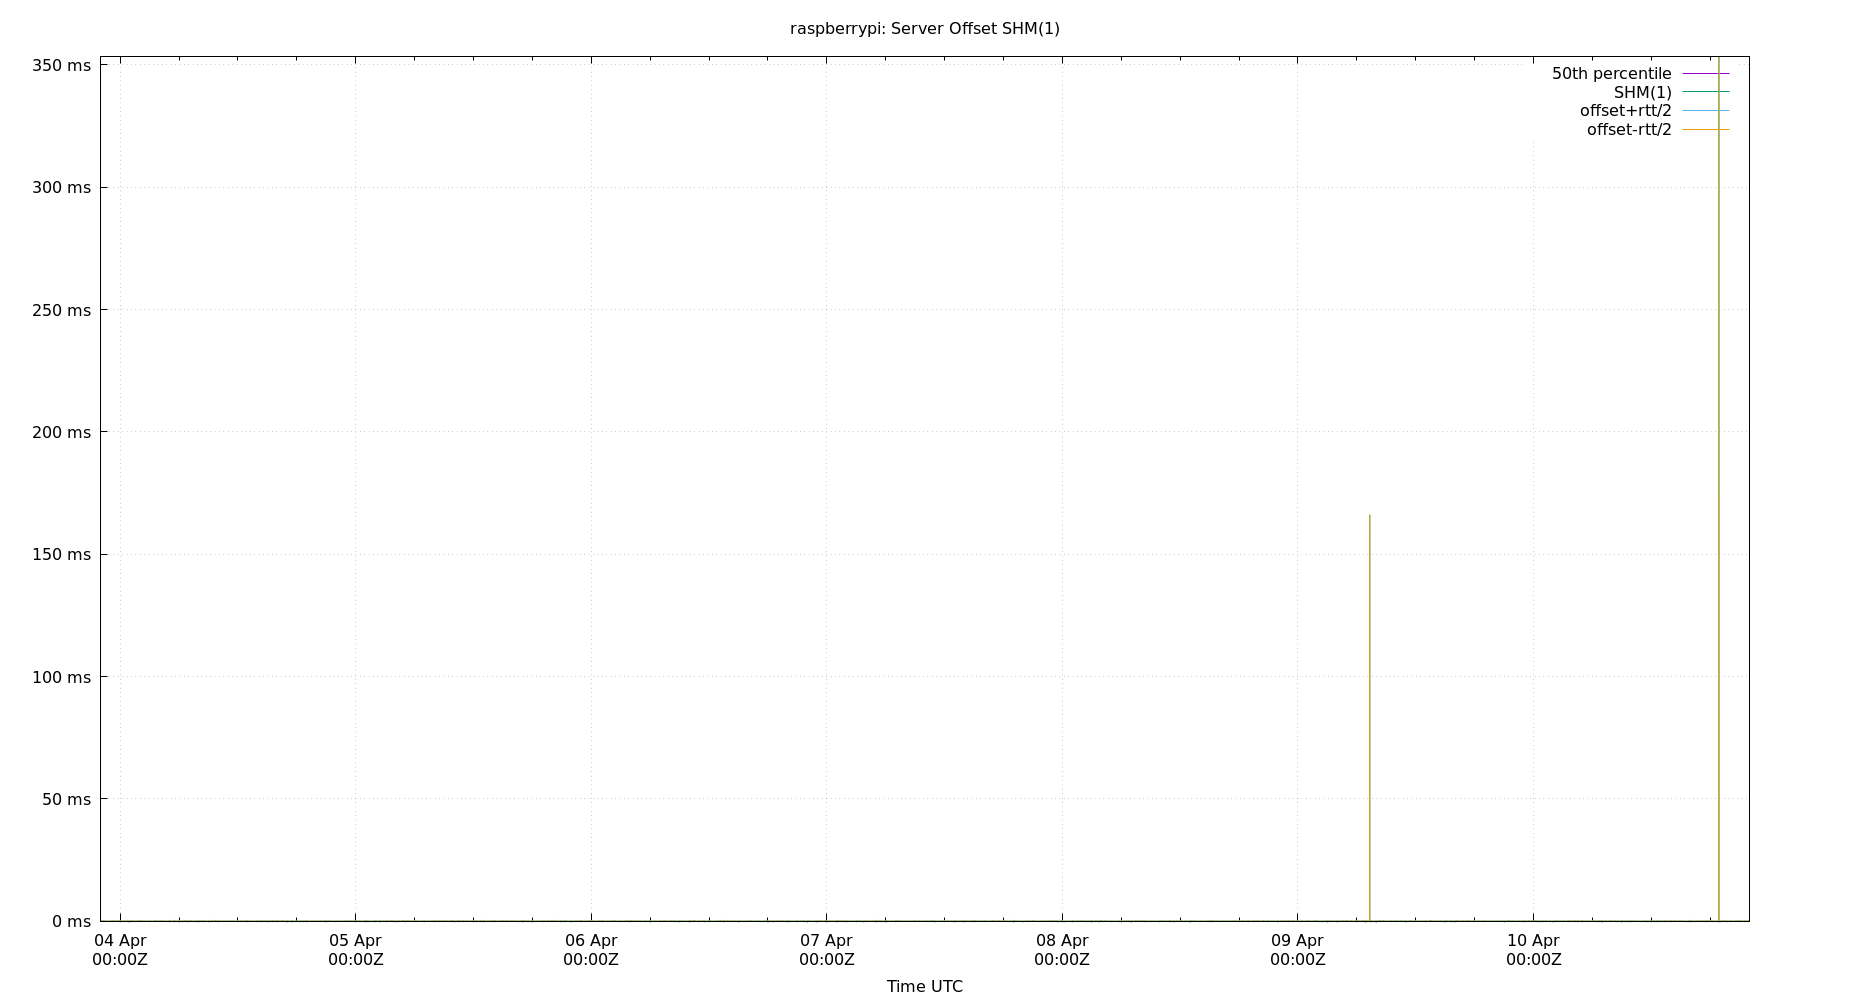 raspberrypi: Server Offset SHM(1)
350 ms
300 ms
250 ms
200 ms
150 ms
100 ms
50 ms
0 ms
50th percentile
SHM(1)
offset+rtt/2
offset-rtt/2
04 Apr 05 Apr 06 Apr 07 Apr 08 Apr 09 Apr 10 Apr
00:00Z 00:00Z 00:00Z 00:00Z 00:00Z 00:00Z 00:00Z
Time UTC